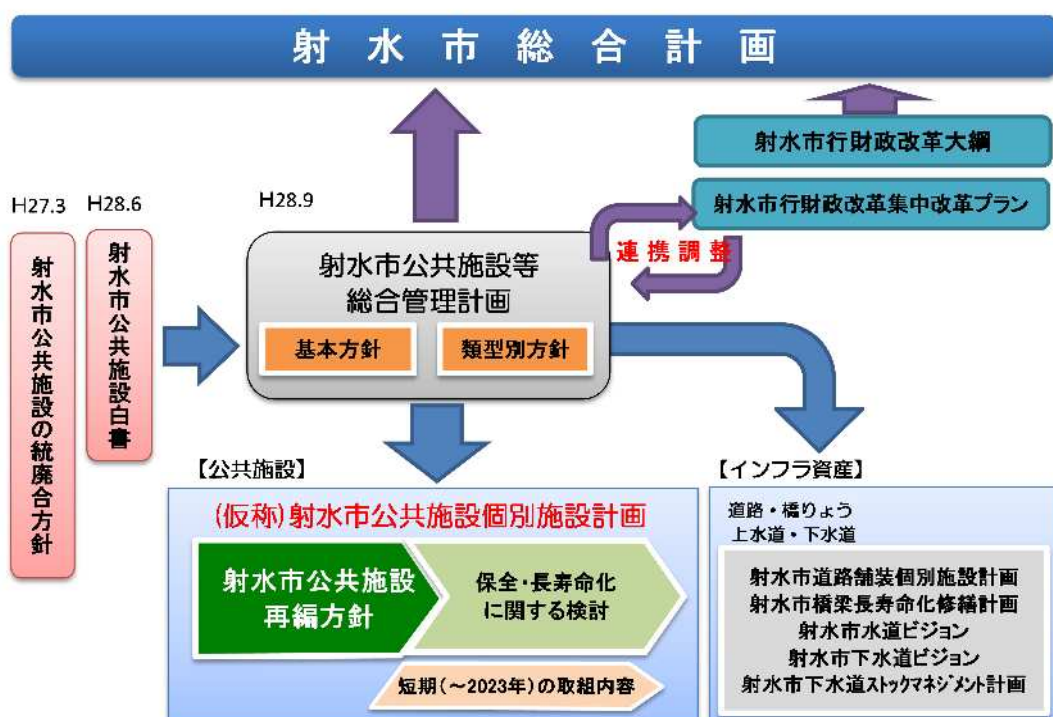 射水市総合計画
射水市行財政改革大綱
射水市行財政改革集中改革プラン
連携調整
H27.3
H28.6
H28.9
射水市公共施設の統廃合方針
射水市公共施設白書
射水市公共施設等
総合管理計画
基本方針
類型別方針
【公共施設】
(仮称)射水市公共施設個別施設計画
射水市公共施設
再編方針
保全・長寿命化
に関する検討
短期(～2023年)の取組内容
【インフラ資産】
道路・橋りょう
上水道・下水道
射水市道路舗装個別施設計画
射水市橋梁長寿命化修繕計画
射水市水道ビジョン
射水市下水道ビジョン
射水市下水道ストックマネジメント計画